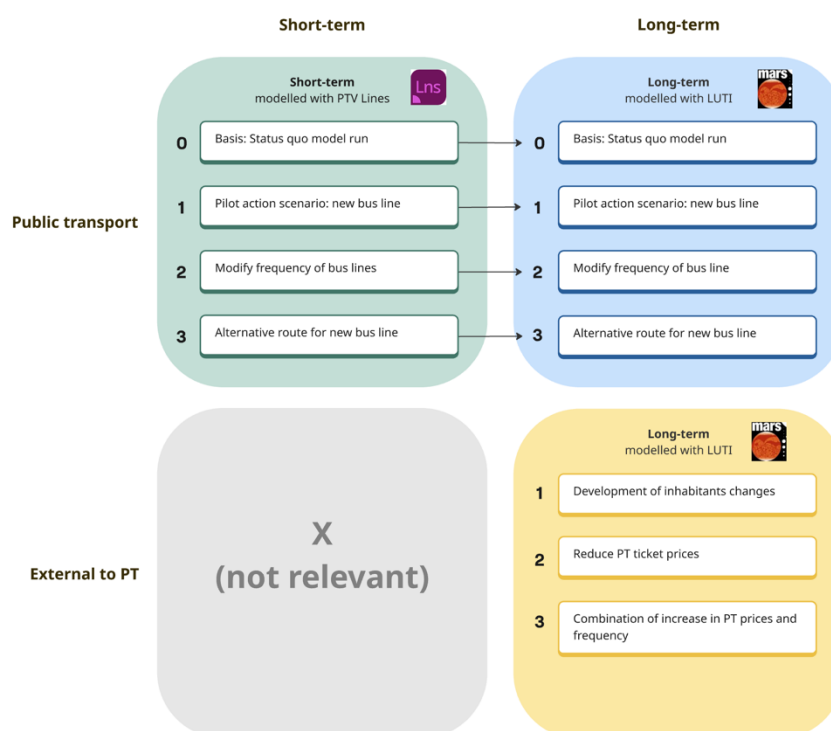 Short-term
Long-term
Short-term
modelled with PTV Lines
Lns
Long-term
modelled with LUTI
mars
Public transport
0
Basis: Status quo model run
0
Basis: Status quo model run
1
Pilot action scenario: new bus line
1
Pilot action scenario: new bus line
2
Modify frequency of bus lines
2
Modify frequency of bus line
3
Alternative route for new bus line
3
Alternative route for new bus line
External to PT
X
(not relevant)
Long-term
modelled with LUTI
mars
1
Development of inhabitants changes
2
Reduce PT ticket prices
3
Combination of increase in PT prices and
frequency